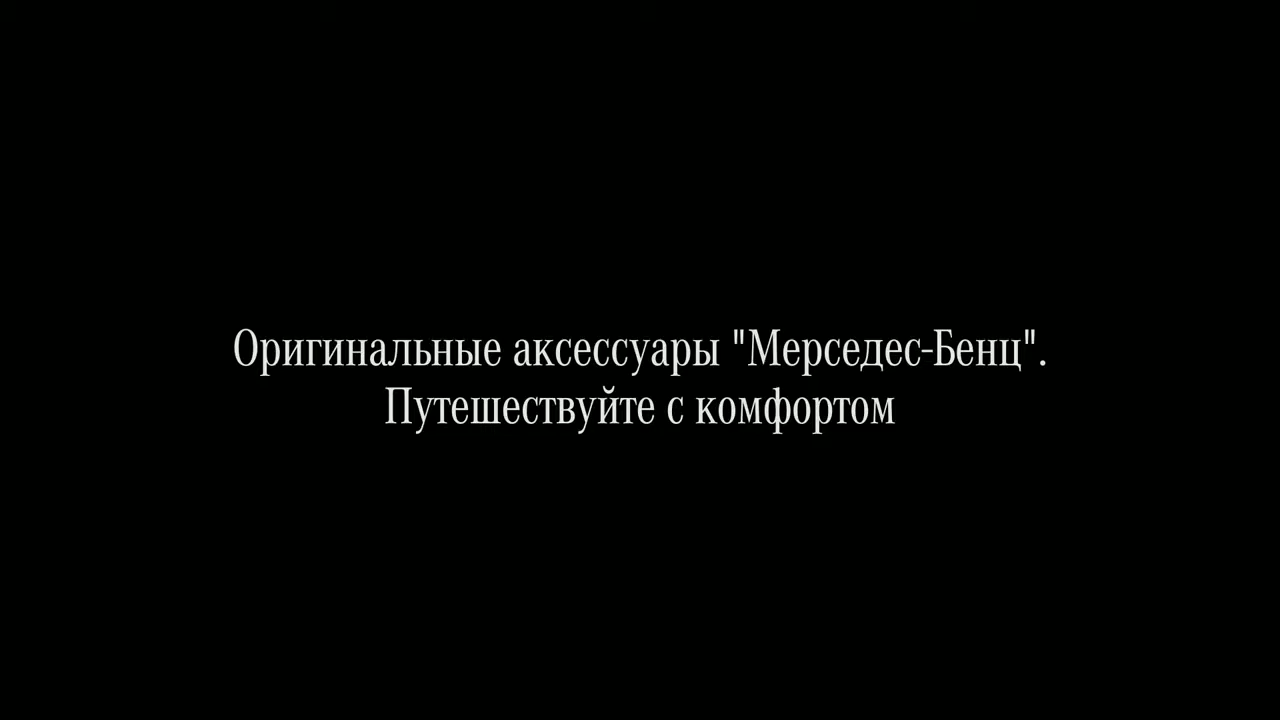 Оригинальные аксессуары "Мерседес-Бенц".
Путешествуйте с комфортом